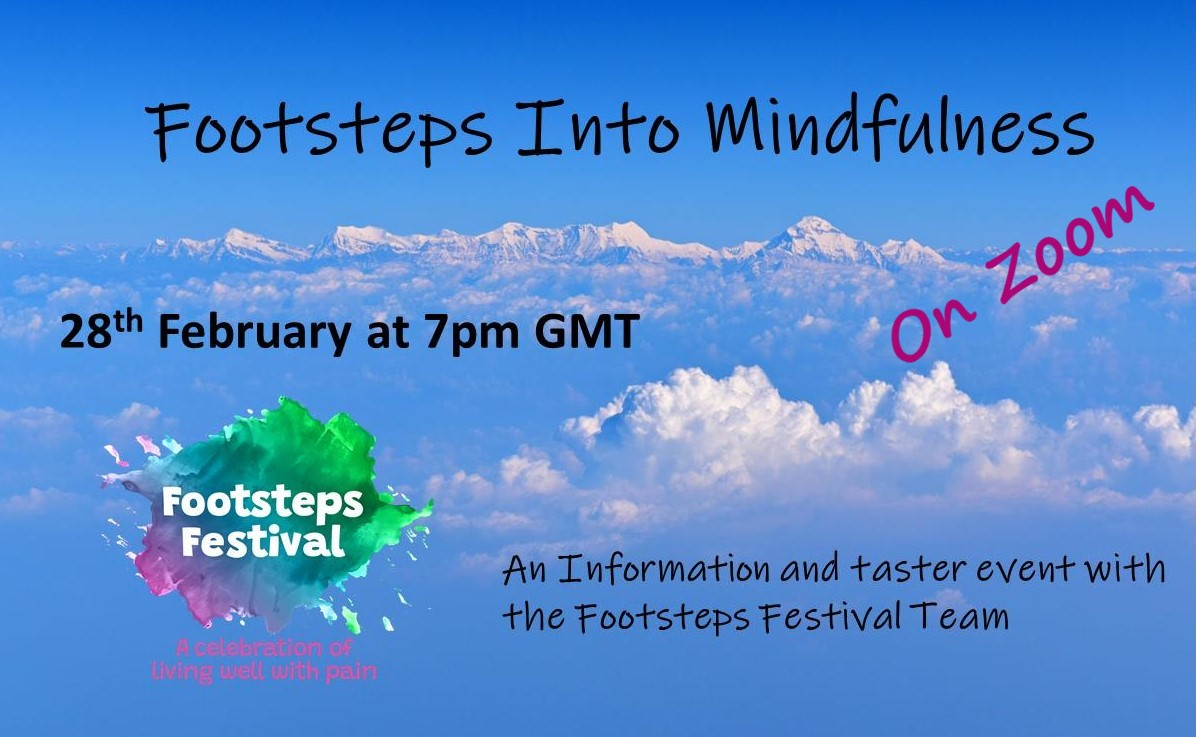 Footsteps Into Mindfulness
On Zoom
28th February at 7pm GMT
Footsteps
Festival
A celebration of
living well with pain
An Information and taster event with
the Footsteps Festival Team